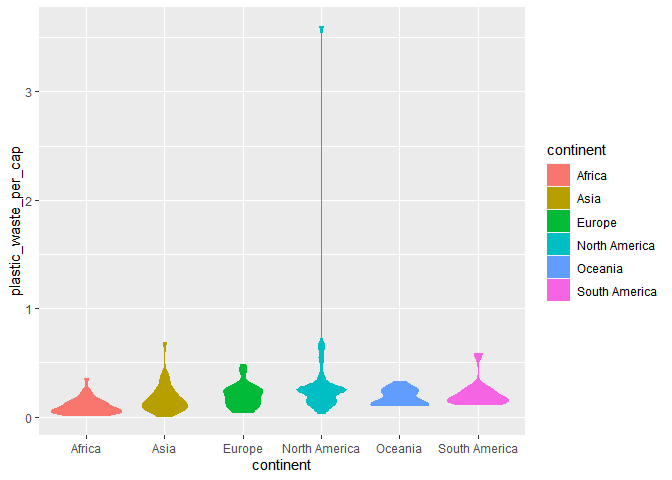 plastic_waste_per_cap
3
2
1
0
Africa
Asia
Europe
North America
Oceania
South America
continent
continent
Africa
Asia
Europe
North America
Oceania
South America